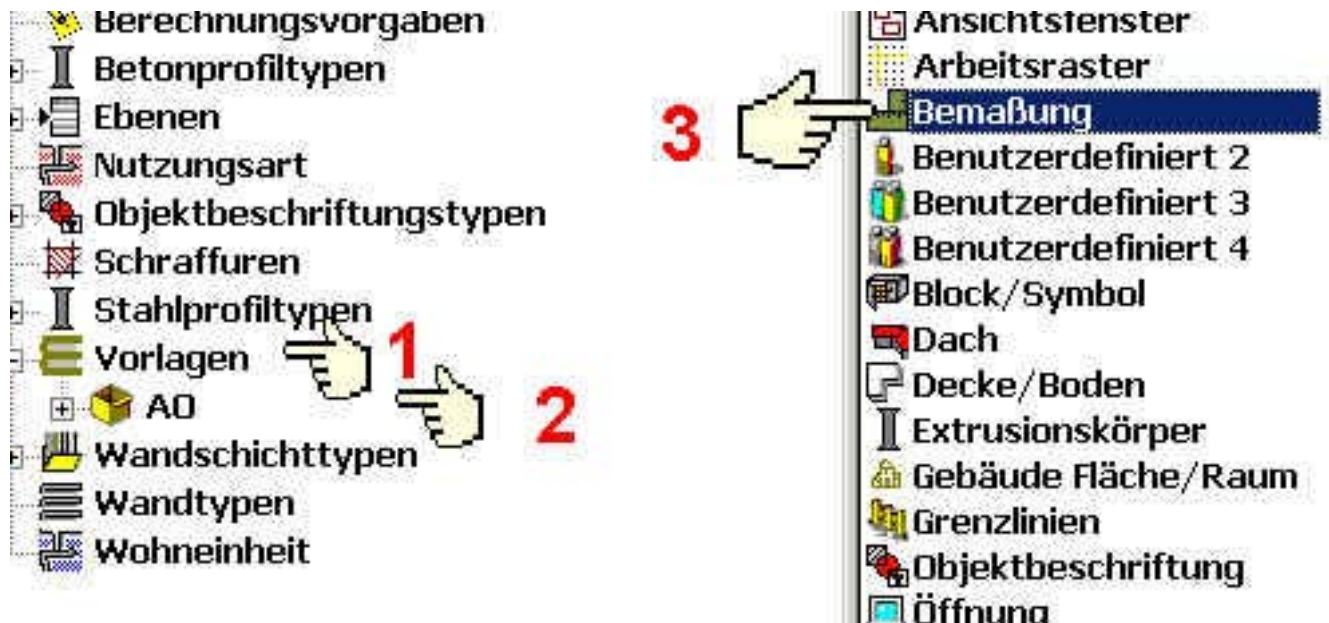 Berechnungsvorgaben
Betonprofiltypen
Ebenen
Nutzungsart
Objektbeschriftungstypen
Schraffuren
Stahlprofiltypen
Vorlagen
1
AO
2
Wandschichttypen
Wandtypen
Wohneinheit
Ansichtsfenster
Arbeitsraster
3
Bemaßung
Benutzerdefiniert 2
Benutzerdefiniert 3
Benutzerdefiniert 4
Block/Symbol
Dach
Decke/Boden
Extrusionskörper
Gebäude Fläche/Raum
Grenzlinien
Objektbeschriftung
Öffnung